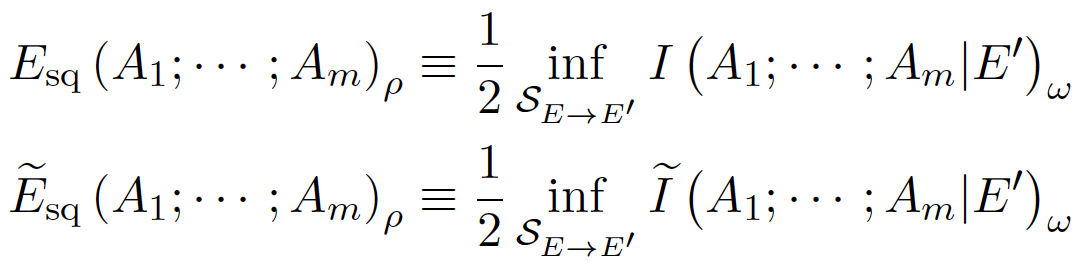 E_sq (A_1; ⋯ ; A_m)_ρ ≡ 1/2 inf_{𝒮_{E→E′}} I (A_1; ⋯ ; A_m|E′)_ω
Ẽ_sq (A_1; ⋯ ; A_m)_ρ ≡ 1/2 inf_{𝒮_{E→E′}} Ĩ (A_1; ⋯ ; A_m|E′)_ω